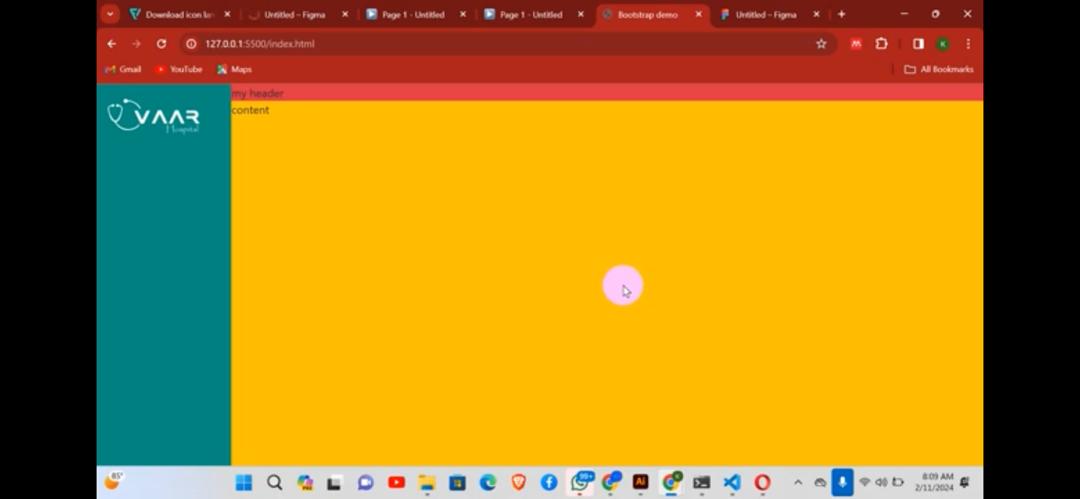 Download icon lan
Untitled – Figma
Page 1 - Untitled
Page 1 - Untitled
Bootstrap demo
Untitled – Figma
127.0.0.1:5500/index.html
K
Gmail
YouTube
Maps
All Bookmarks
VAAR
Hospital
my header
content
85°
99+
Ai
8:09 AM
2/11/2024